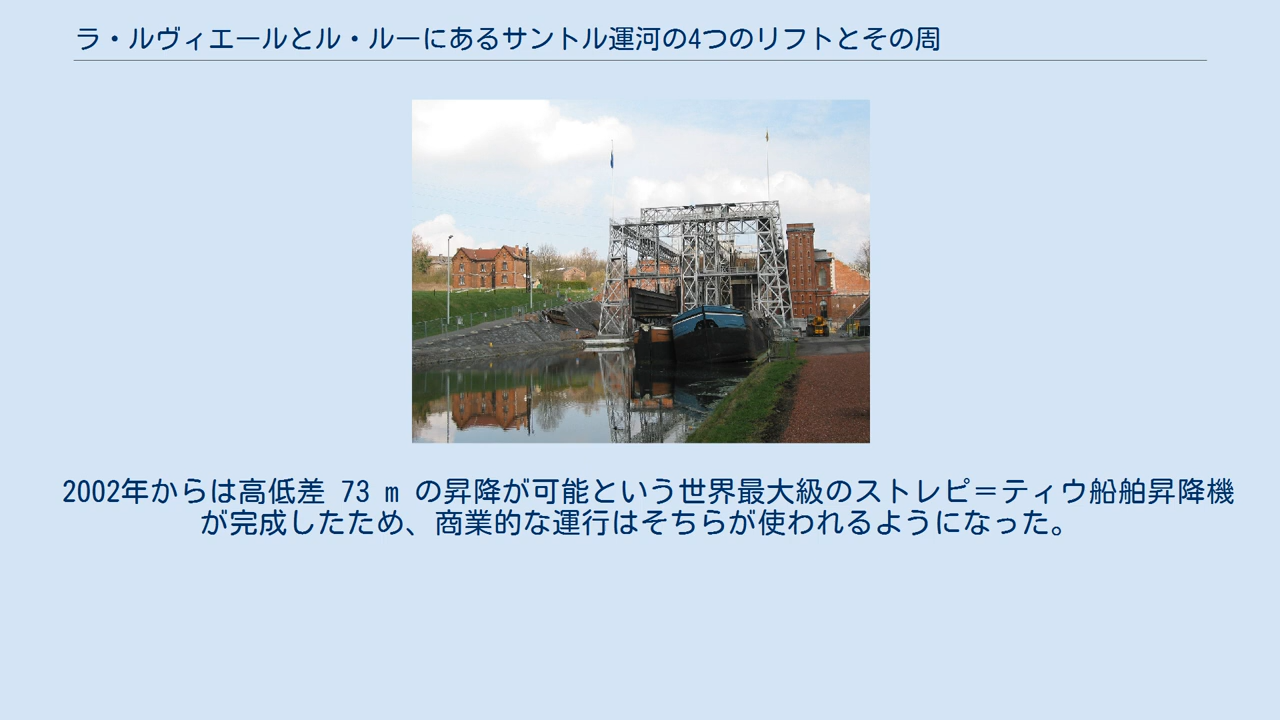 ラ・ルヴィエールとル・ルーにあるサントル運河の4つのリフトとその周
2002年からは高低差 73 m の昇降が可能という世界最大級のストレピ=ティウ船舶昇降機
が完成したため、商業的な運行はそちらが使われるようになった。